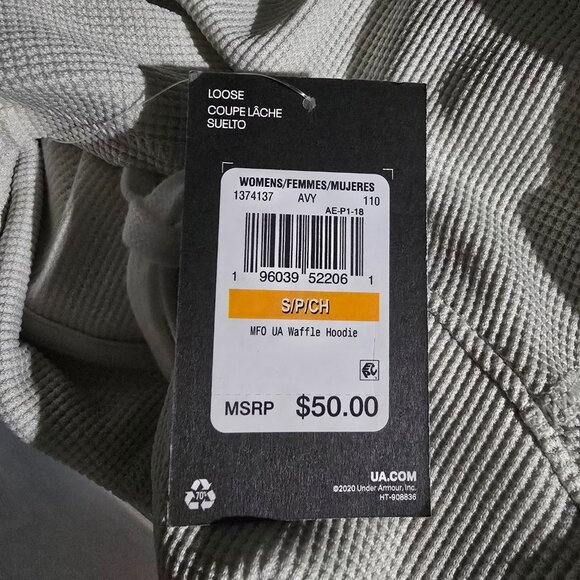 LOOSE
COUPE LÂCHE
SUELTO
WOMENS/FEMMES/MUJERES
1374137 AVY 110
AE-P1-18
1 96039 52206 1
S/P/CH
MFO UA Waffle Hoodie
MSRP $50.00
70%
UA.COM
©2020 Under Armour, Inc.
HT-908836